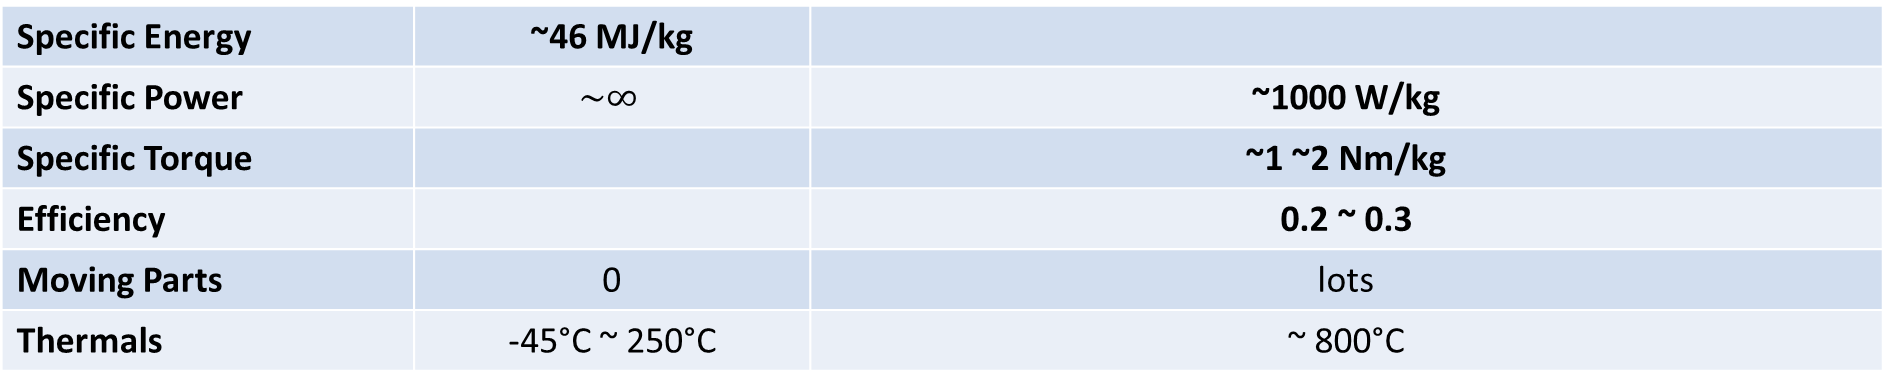 Specific Energy ~46 MJ/kg
Specific Power ~∞ ~1000 W/kg
Specific Torque ~1 ~2 Nm/kg
Efficiency 0.2 ~ 0.3
Moving Parts 0 lots
Thermals -45°C ~ 250°C ~ 800°C